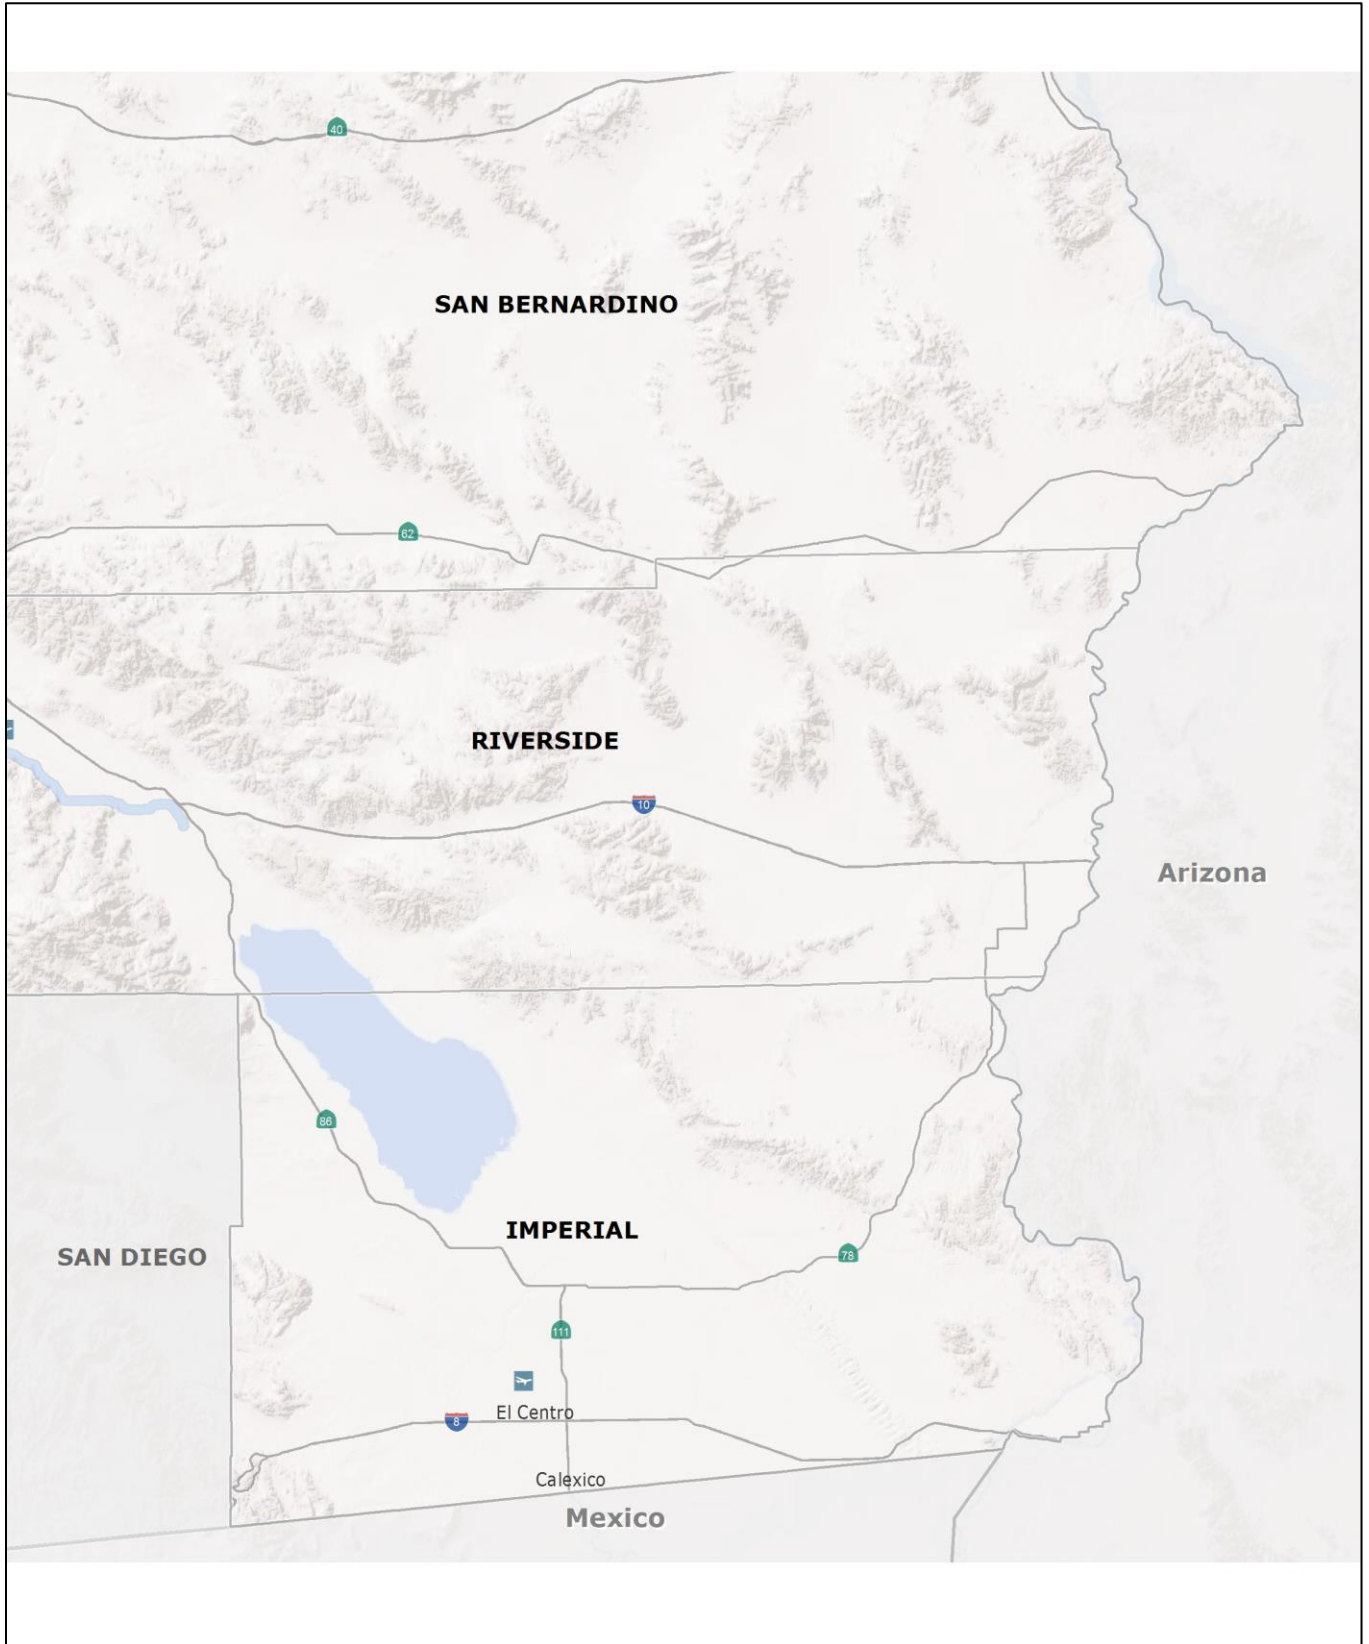 40
SAN BERNARDINO
62
RIVERSIDE
10
Arizona
86
IMPERIAL
78
SAN DIEGO
111
El Centro
8
Calexico
Mexico